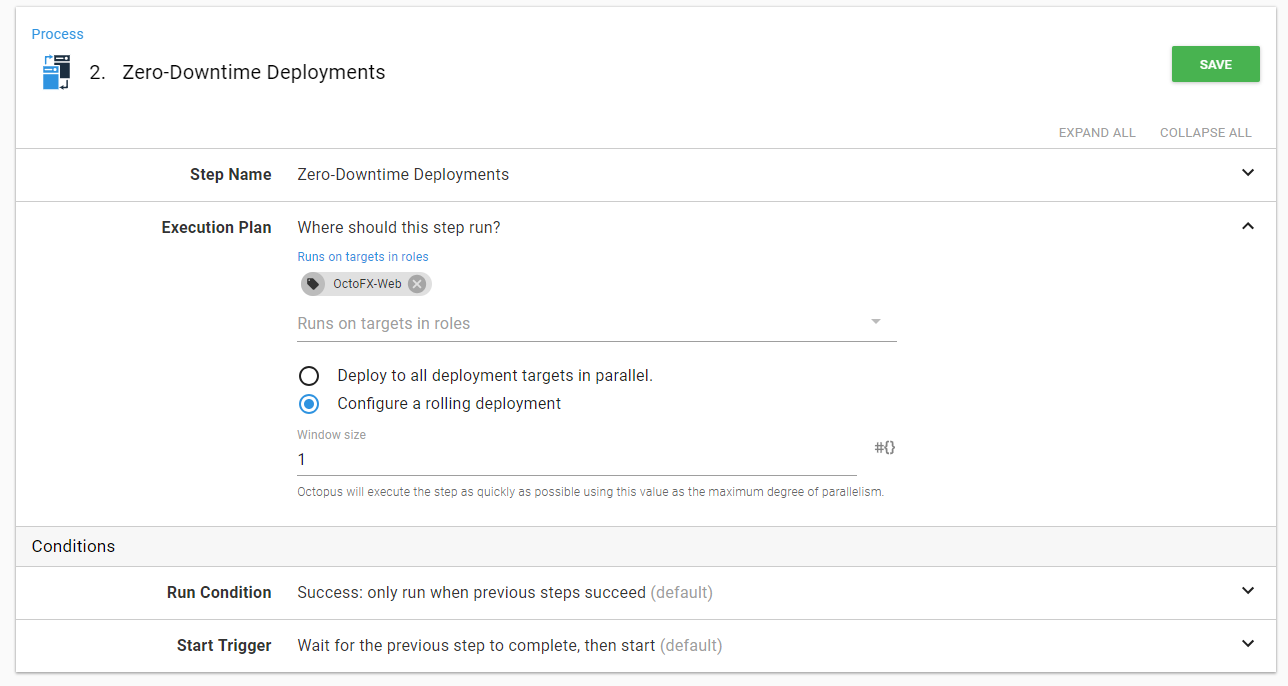 Process
2. Zero-Downtime Deployments
SAVE
EXPAND ALL COLLAPSE ALL
Step Name Zero-Downtime Deployments
Execution Plan Where should this step run?
Runs on targets in roles
OctoFX-Web
Runs on targets in roles
Deploy to all deployment targets in parallel.
Configure a rolling deployment
Window size
1
#{}
Octopus will execute the step as quickly as possible using this value as the maximum degree of parallelism.
Conditions
Run Condition Success: only run when previous steps succeed (default)
Start Trigger Wait for the previous step to complete, then start (default)